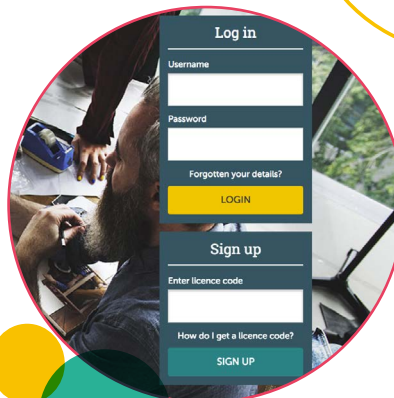 Log in
Username
Password
Forgotten your details?
LOGIN
Sign up
Enter licence code
How do I get a licence code?
SIGN UP